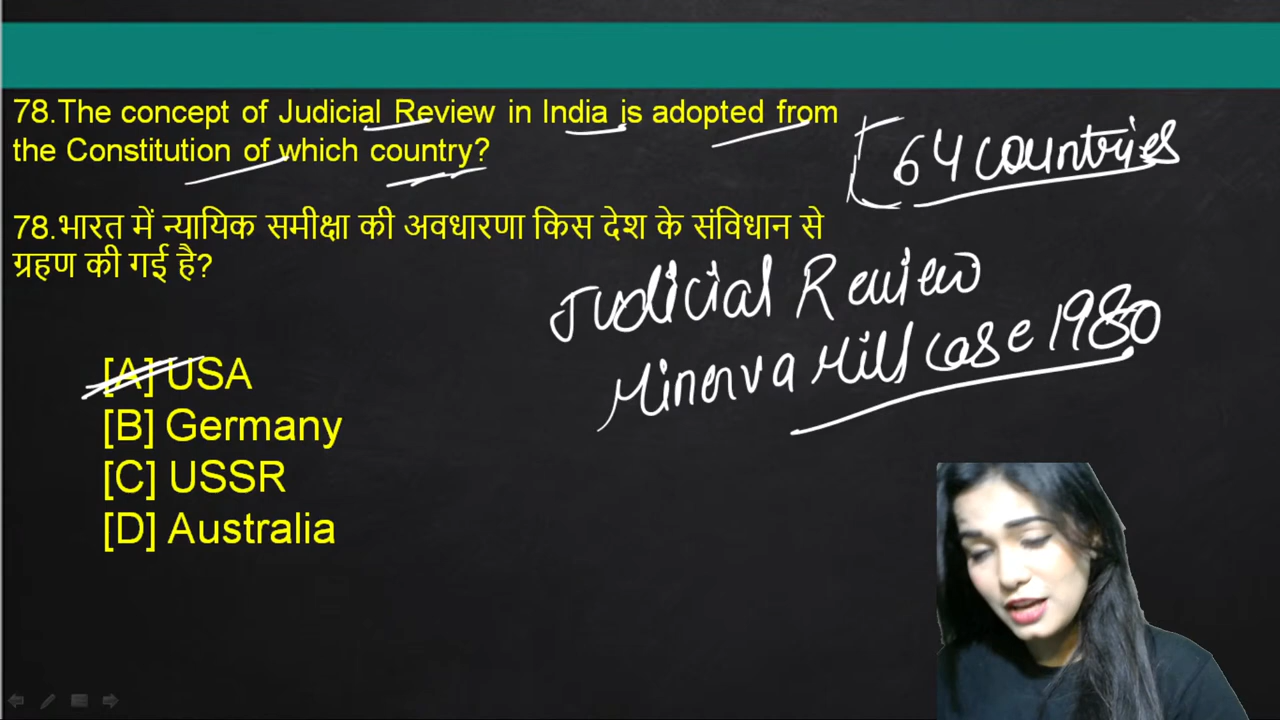 78.The concept of Judicial Review in India is adopted from
the Constitution of which country?
64 countries
78.भारत में न्यायिक समीक्षा की अवधारणा किस देश के संविधान से
ग्रहण की गई है?
Judicial Review
Minerva Mill Case 1980
[A] USA
[B] Germany
[C] USSR
[D] Australia